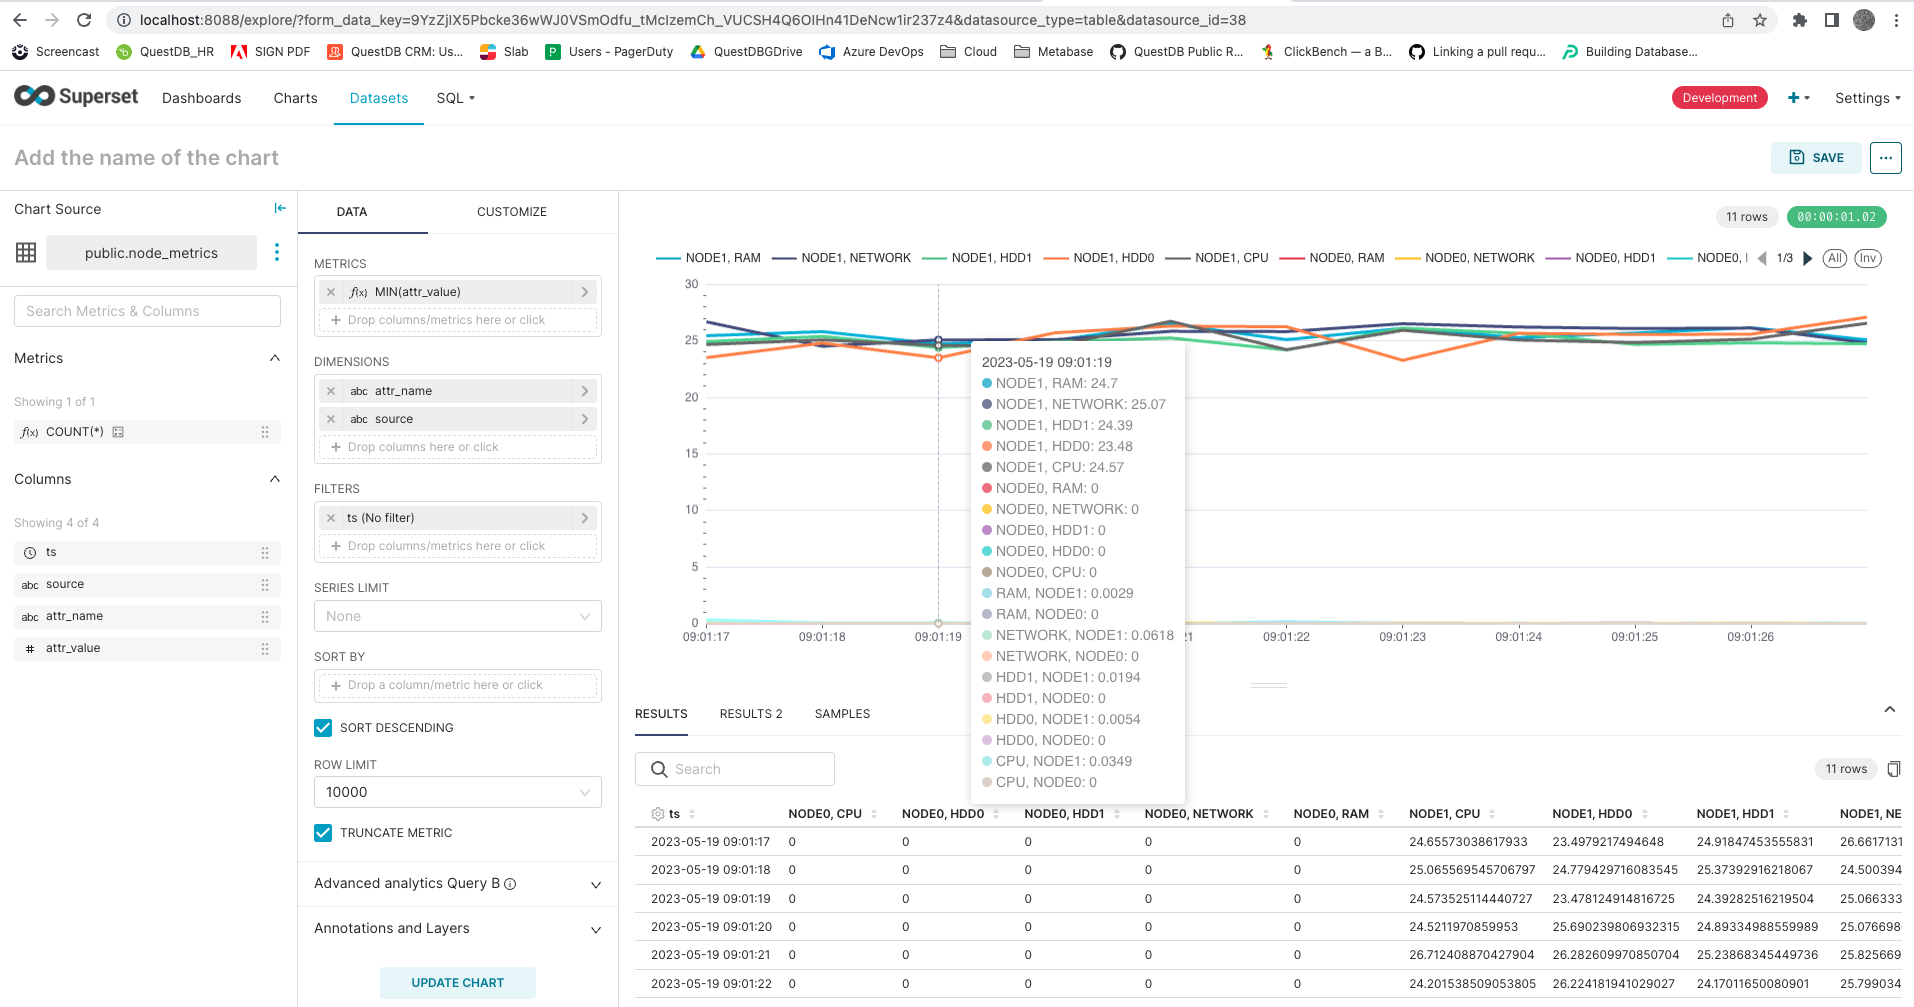 localhost:8088/explore/?form_data_key=9YzZjIX5Pbcke36wWJ0VSmOdfu_tMcIzemCh_VUCSH4Q6OIHn41DeNcw1ir237z4&datasource_type=table&datasource_id=38
Screencast QuestDB_HR SIGN PDF QuestDB CRM: Us... Slab Users - PagerDuty QuestDBGDrive Azure DevOps Cloud Metabase QuestDB Public R... ClickBench — a B... Linking a pull requ... Building Database...
Superset Dashboards Charts Datasets SQL Development + Settings
Add the name of the chart
SAVE ...
Chart Source
public.node_metrics
Search Metrics & Columns
Metrics
Showing 1 of 1
f(x) COUNT(*)
Columns
Showing 4 of 4
ts
abc source
abc attr_name
# attr_value
DATA CUSTOMIZE
METRICS
× f(x) MIN(attr_value)
+ Drop columns/metrics here or click
DIMENSIONS
× abc attr_name
× abc source
+ Drop columns here or click
FILTERS
× ts (No filter)
+ Drop columns/metrics here or click
SERIES LIMIT
None
SORT BY
+ Drop a column/metric here or click
SORT DESCENDING
ROW LIMIT
10000
TRUNCATE METRIC
Advanced analytics Query B
Annotations and Layers
UPDATE CHART
11 rows 00:00:01.02
NODE1, RAM NODE1, NETWORK NODE1, HDD1 NODE1, HDD0 NODE1, CPU NODE0, RAM NODE0, NETWORK NODE0, HDD1 NODE0, 1/3 All Inv
30
25
20
15
10
5
0
09:01:17 09:01:18 09:01:19 21 09:01:22 09:01:23 09:01:24 09:01:25 09:01:26
2023-05-19 09:01:19
NODE1, RAM: 24.7
NODE1, NETWORK: 25.07
NODE1, HDD1: 24.39
NODE1, HDD0: 23.48
NODE1, CPU: 24.57
NODE0, RAM: 0
NODE0, NETWORK: 0
NODE0, HDD1: 0
NODE0, HDD0: 0
NODE0, CPU: 0
RAM, NODE1: 0.0029
RAM, NODE0: 0
NETWORK, NODE1: 0.0618
NETWORK, NODE0: 0
HDD1, NODE1: 0.0194
HDD1, NODE0: 0
HDD0, NODE1: 0.0054
HDD0, NODE0: 0
CPU, NODE1: 0.0349
CPU, NODE0: 0
RESULTS RESULTS 2 SAMPLES
Search
11 rows
ts NODE0, CPU NODE0, HDD0 NODE0, HDD1 NODE0, NETWORK NODE0, RAM NODE1, CPU NODE1, HDD0 NODE1, HDD1 NODE1, NE
2023-05-19 09:01:17 0 0 0 0 0 24.65573038617933 23.4979217494648 24.91847453555831 26.6617131
2023-05-19 09:01:18 0 0 0 0 0 25.065569545706797 24.779429716083545 25.37392916218067 24.500394
2023-05-19 09:01:19 0 0 0 0 0 24.573525114440727 23.478124914816725 24.39282516219504 25.066333
2023-05-19 09:01:20 0 0 0 0 0 24.5211970859953 25.690239806932315 24.89334988559989 25.076698
2023-05-19 09:01:21 0 0 0 0 0 26.712408870427904 26.282609970850704 25.23868345449736 25.825669
2023-05-19 09:01:22 0 0 0 0 0 24.201538509053805 26.224181941029027 24.17011650080901 25.799034